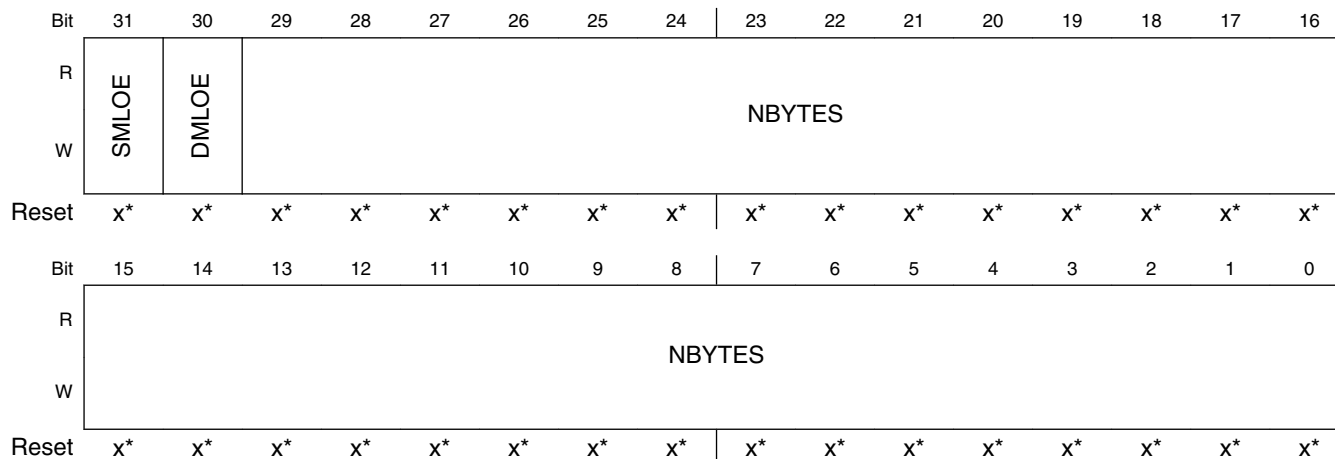 Bit 31 30 29 28 27 26 25 24 23 22 21 20 19 18 17 16
R
SMLOE DMLOE NBYTES
W
Reset x* x* x* x* x* x* x* x* x* x* x* x* x* x* x* x*
Bit 15 14 13 12 11 10 9 8 7 6 5 4 3 2 1 0
R
NBYTES
W
Reset x* x* x* x* x* x* x* x* x* x* x* x* x* x* x* x*